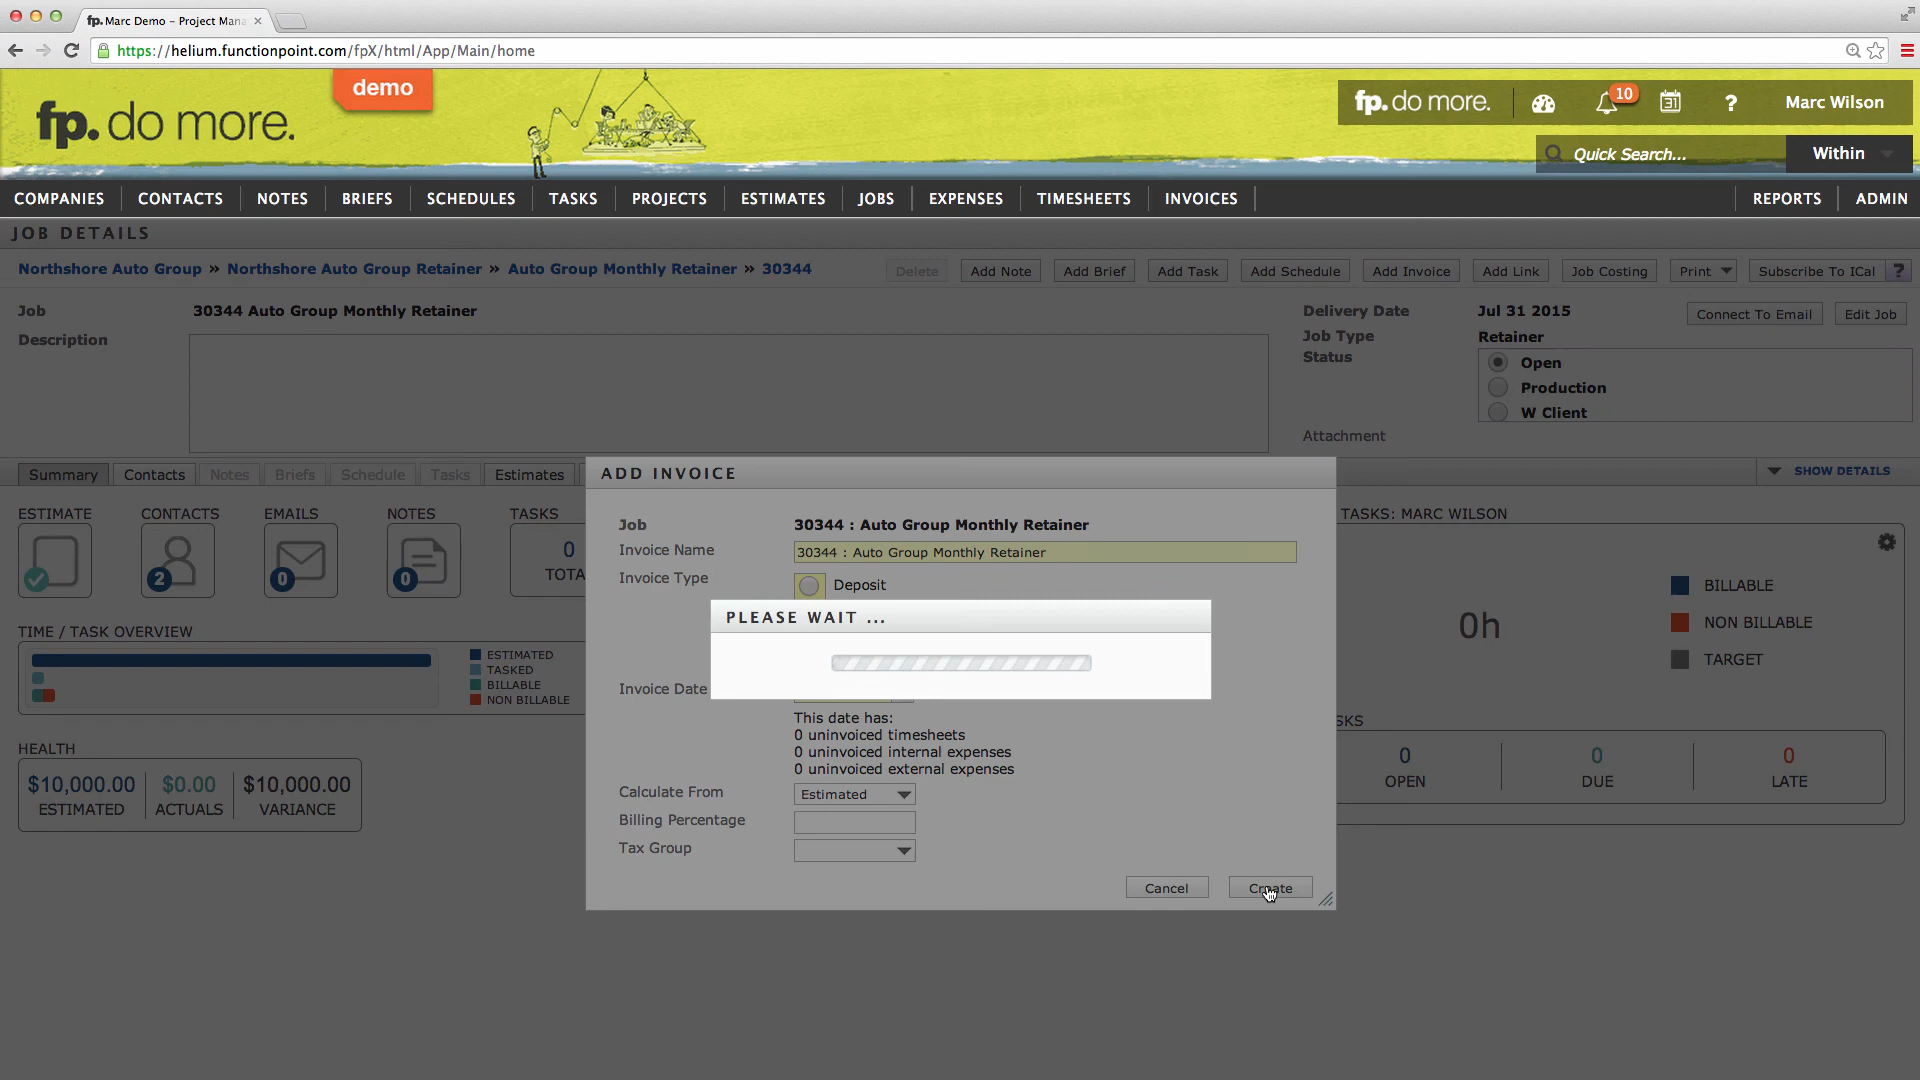 fp. Marc Demo – Project Mana
https://helium.functionpoint.com/fpX/html/App/Main/home
fp. do more.
demo
fp. do more.
10
31
?
Marc Wilson
Quick Search...
Within
COMPANIES CONTACTS NOTES BRIEFS SCHEDULES TASKS PROJECTS ESTIMATES JOBS EXPENSES TIMESHEETS INVOICES REPORTS ADMIN
JOB DETAILS
Northshore Auto Group » Northshore Auto Group Retainer » Auto Group Monthly Retainer » 30344
Delete Add Note Add Brief Add Task Add Schedule Add Invoice Add Link Job Costing Print Subscribe To ICal ?
Job 30344 Auto Group Monthly Retainer
Description
Delivery Date Jul 31 2015
Connect To Email Edit Job
Job Type Retainer
Status
Open
Production
W Client
Attachment
Summary Contacts Notes Briefs Schedule Tasks Estimates
SHOW DETAILS
ESTIMATE CONTACTS EMAILS NOTES TASKS
2 0 0 0
TOTA
TIME / TASK OVERVIEW
ESTIMATED
TASKED
BILLABLE
NON BILLABLE
HEALTH
$10,000.00 $0.00 $10,000.00
ESTIMATED ACTUALS VARIANCE
ADD INVOICE
Job 30344 : Auto Group Monthly Retainer
Invoice Name 30344 : Auto Group Monthly Retainer
Invoice Type Deposit
PLEASE WAIT ...
Invoice Date
This date has:
0 uninvoiced timesheets
0 uninvoiced internal expenses
0 uninvoiced external expenses
Calculate From Estimated
Billing Percentage
Tax Group
Cancel Create
TASKS: MARC WILSON
0h
BILLABLE
NON BILLABLE
TARGET
SKS
0 0 0
OPEN DUE LATE